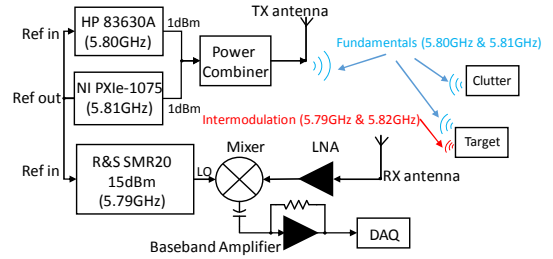 Ref in
HP 83630A
(5.80GHz)
1dBm
TX antenna
Power
Combiner
Fundamentals (5.80GHz & 5.81GHz)
Clutter
Ref out
NI PXIe-1075
(5.81GHz)
1dBm
Intermodulation (5.79GHz & 5.82GHz)
Target
Ref in
R&S SMR20
15dBm
(5.79GHz)
LO
Mixer
LNA
RX antenna
Baseband Amplifier
DAQ